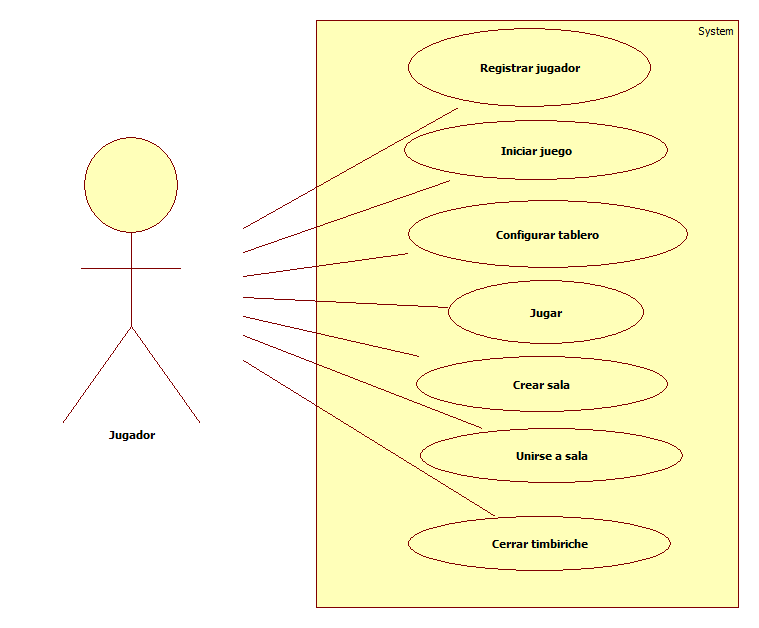 System
Registrar jugador
Iniciar juego
Configurar tablero
Jugar
Crear sala
Unirse a sala
Cerrar timbiriche
Jugador